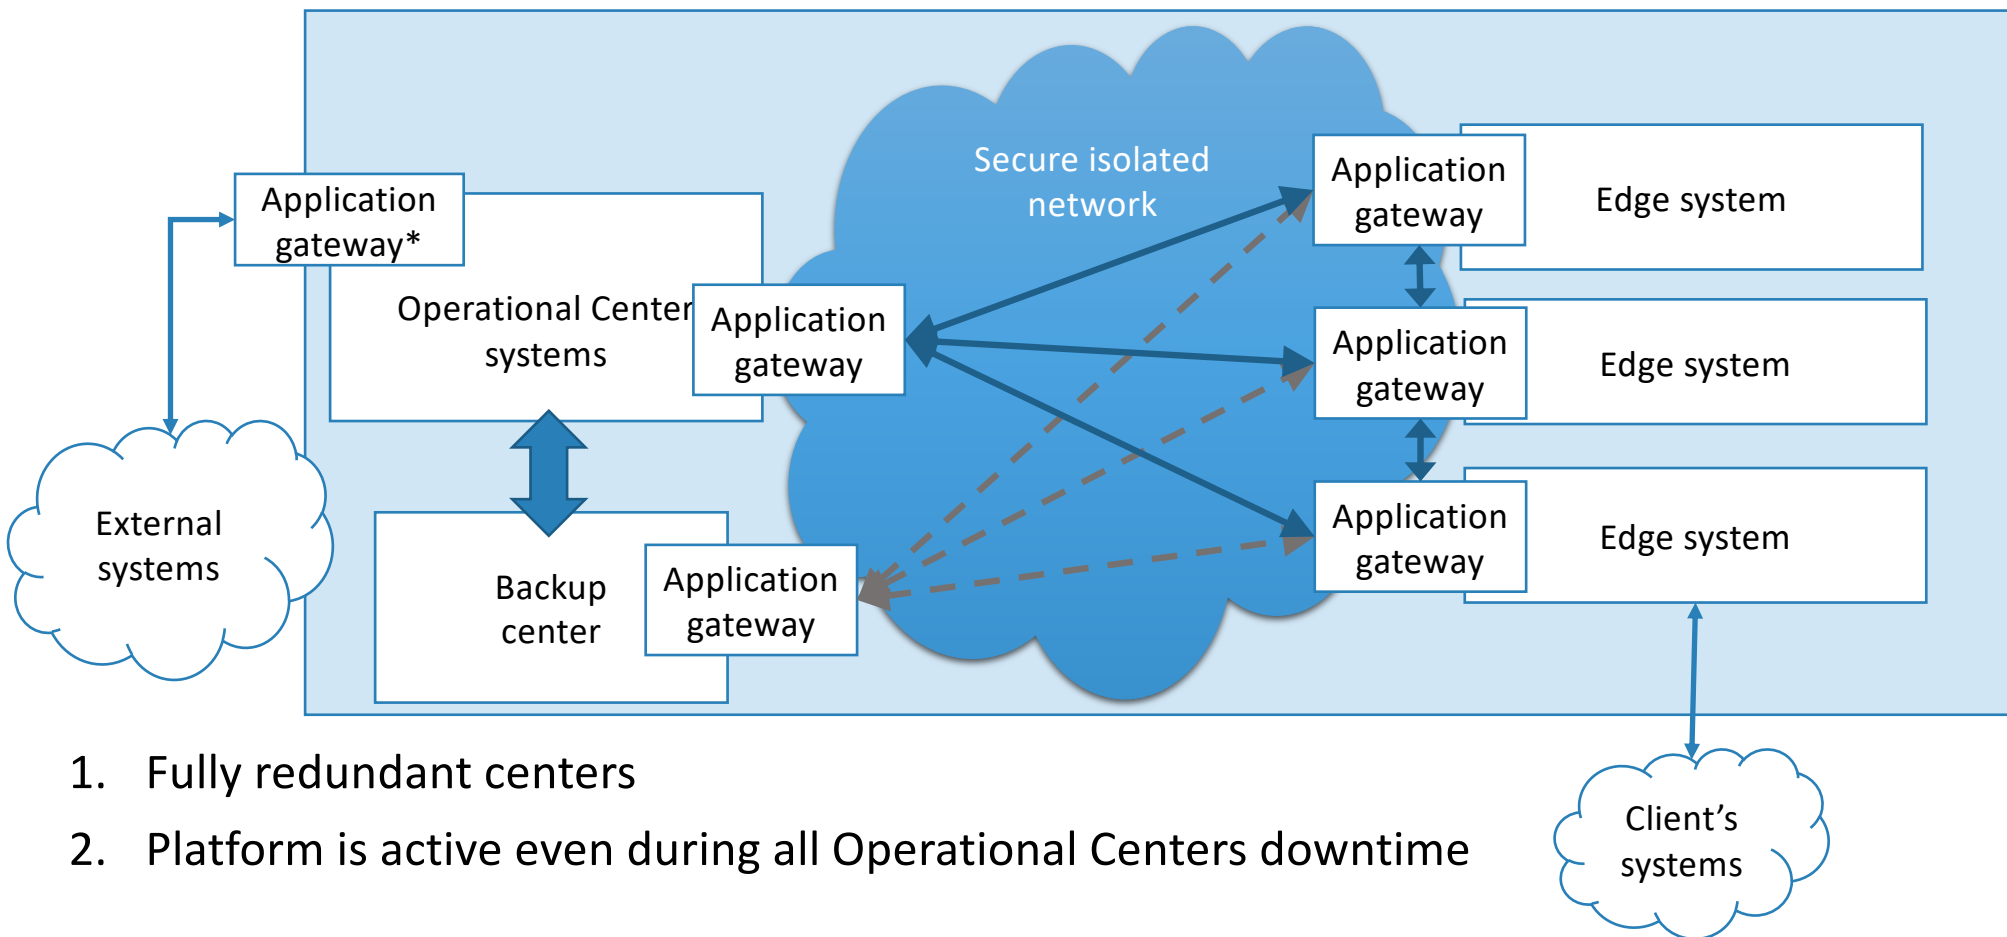 Secure isolated
network
Application
gateway*
Operational Center
systems
Application
gateway
Application
gateway
Edge system
Application
gateway
Edge system
Application
gateway
Edge system
External
systems
Backup
center
Application
gateway
1. Fully redundant centers
2. Platform is active even during all Operational Centers downtime
Client’s
systems